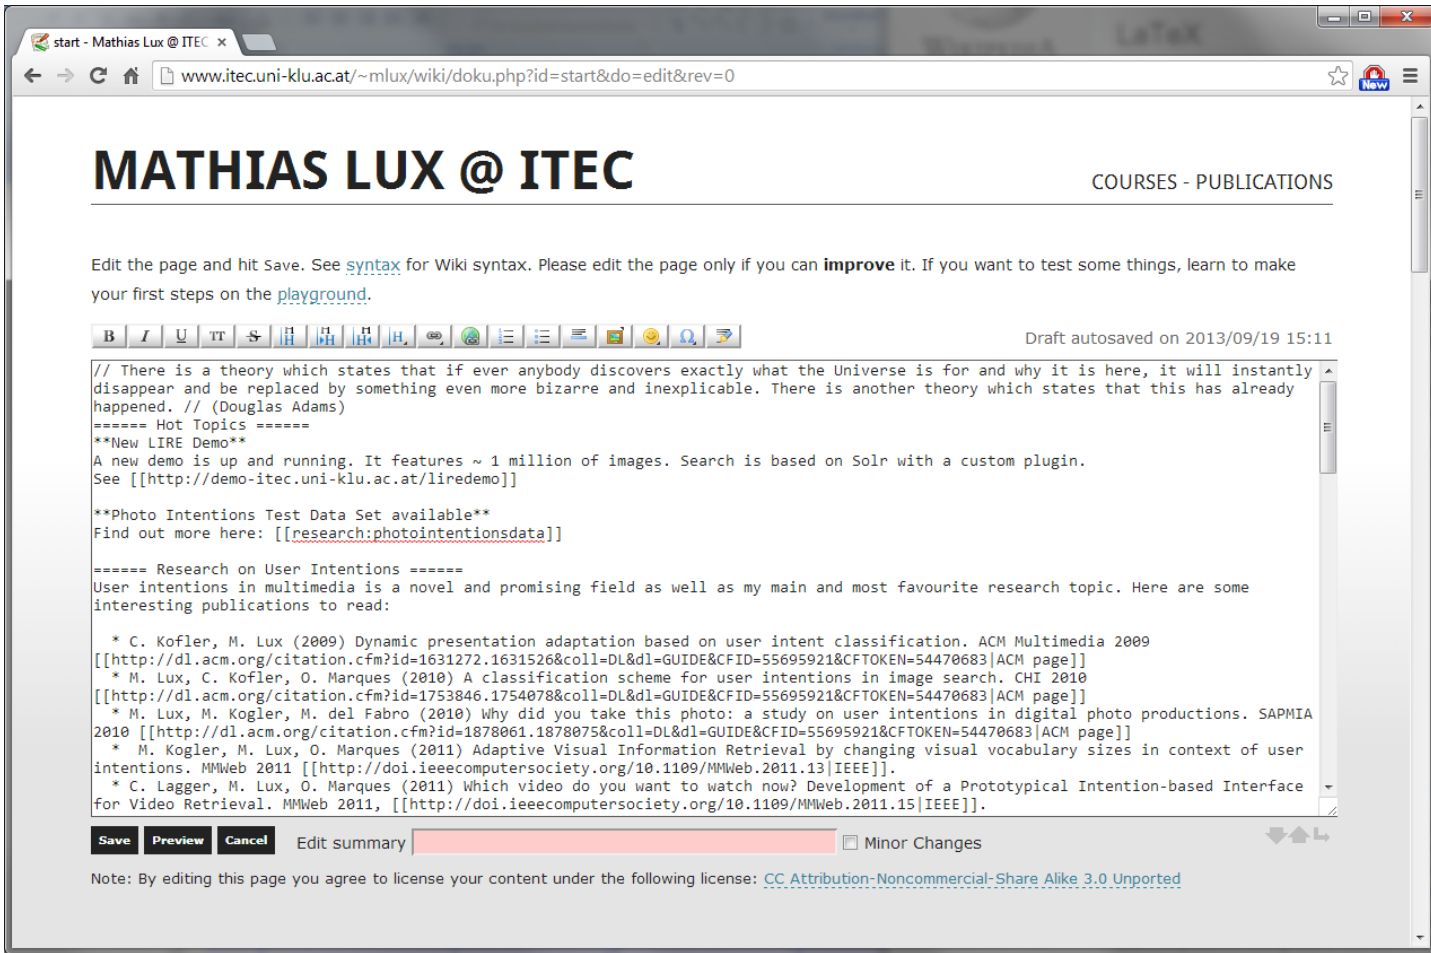 start - Mathias Lux @ ITEC
www.itec.uni-klu.ac.at/~mlux/wiki/doku.php?id=start&do=edit&rev=0
New
MATHIAS LUX @ ITEC
COURSES - PUBLICATIONS
Edit the page and hit Save. See syntax for Wiki syntax. Please edit the page only if you can improve it. If you want to test some things, learn to make
your first steps on the playground.
B I U TT S H H H H Ω
Draft autosaved on 2013/09/19 15:11
// There is a theory which states that if ever anybody discovers exactly what the Universe is for and why it is here, it will instantly
disappear and be replaced by something even more bizarre and inexplicable. There is another theory which states that this has already
happened. // (Douglas Adams)
====== Hot Topics ======
**New LIRE Demo**
A new demo is up and running. It features ~ 1 million of images. Search is based on Solr with a custom plugin.
See [[http://demo-itec.uni-klu.ac.at/liredemo]]
**Photo Intentions Test Data Set available**
Find out more here: [[research:photointentionsdata]]
====== Research on User Intentions ======
User intentions in multimedia is a novel and promising field as well as my main and most favourite research topic. Here are some
interesting publications to read:
* C. Kofler, M. Lux (2009) Dynamic presentation adaptation based on user intent classification. ACM Multimedia 2009
[[http://dl.acm.org/citation.cfm?id=1631272.1631526&coll=DL&dl=GUIDE&CFID=55695921&CFTOKEN=54470683|ACM page]]
* M. Lux, C. Kofler, O. Marques (2010) A classification scheme for user intentions in image search. CHI 2010
[[http://dl.acm.org/citation.cfm?id=1753846.1754078&coll=DL&dl=GUIDE&CFID=55695921&CFTOKEN=54470683|ACM page]]
* M. Lux, M. Kogler, M. del Fabro (2010) Why did you take this photo: a study on user intentions in digital photo productions. SAPMIA
2010 [[http://dl.acm.org/citation.cfm?id=1878061.1878075&coll=DL&dl=GUIDE&CFID=55695921&CFTOKEN=54470683|ACM page]]
* M. Kogler, M. Lux, O. Marques (2011) Adaptive Visual Information Retrieval by changing visual vocabulary sizes in context of user
intentions. MMWeb 2011 [[http://doi.ieeecomputersociety.org/10.1109/MMWeb.2011.13|IEEE]].
* C. Lagger, M. Lux, O. Marques (2011) Which video do you want to watch now? Development of a Prototypical Intention-based Interface
for Video Retrieval. MMWeb 2011, [[http://doi.ieeecomputersociety.org/10.1109/MMWeb.2011.15|IEEE]].
Save Preview Cancel Edit summary Minor Changes
Note: By editing this page you agree to license your content under the following license: CC Attribution-Noncommercial-Share Alike 3.0 Unported